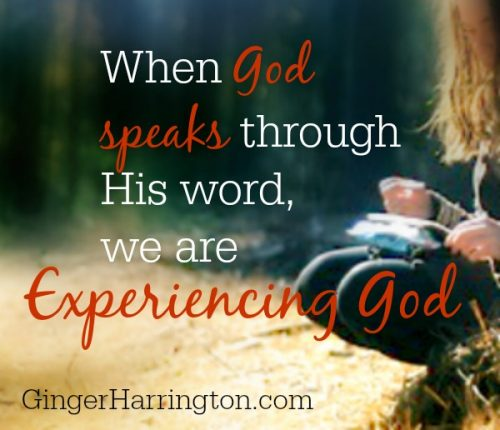 When God
speaks through
His word,
we are
Experiencing God
GingerHarrington.com